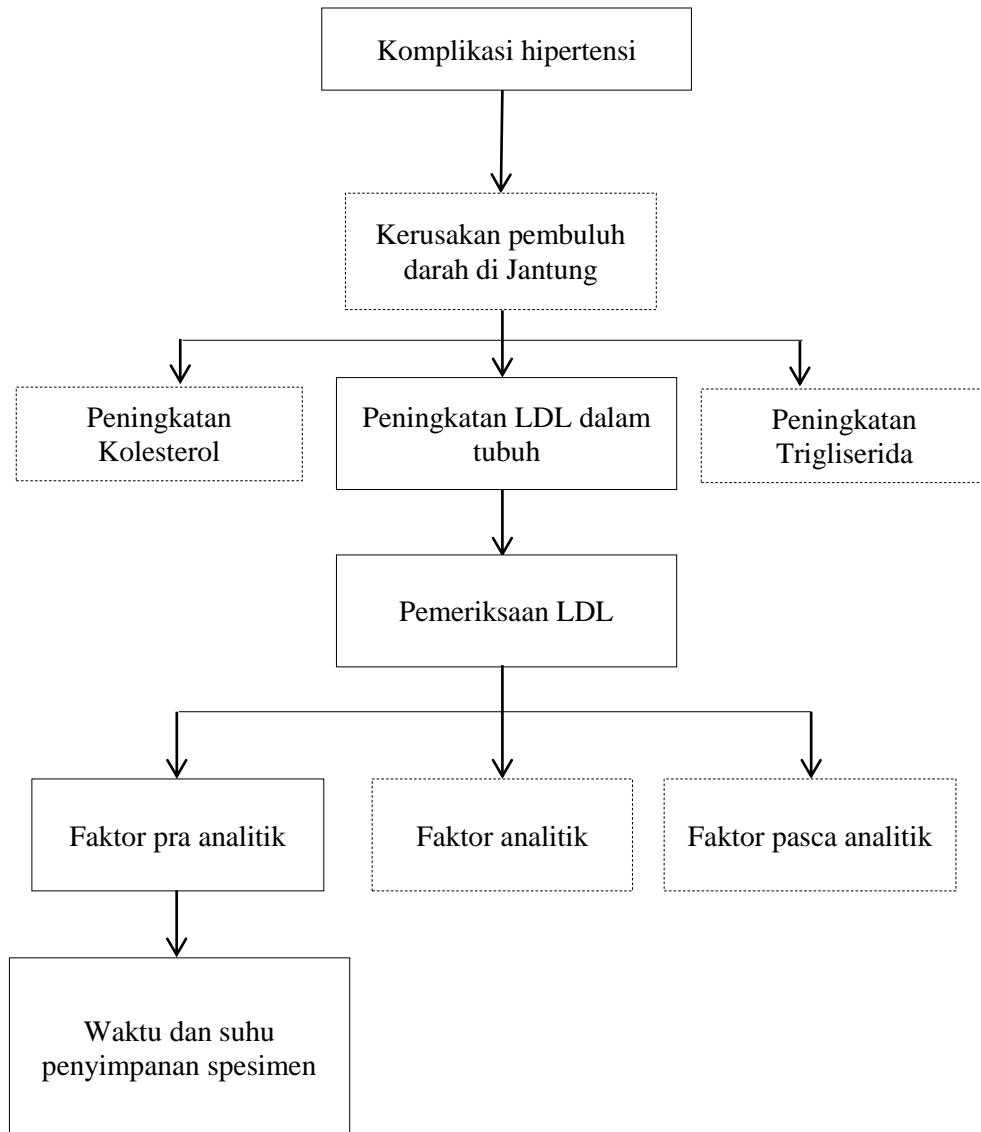 Komplikasi hipertensi
Kerusakan pembuluh
darah di Jantung
Peningkatan
Kolesterol
Peningkatan LDL dalam
tubuh
Peningkatan
Trigliserida
Pemeriksaan LDL
Faktor pra analitik
Faktor analitik
Faktor pasca analitik
Waktu dan suhu
penyimpanan spesimen